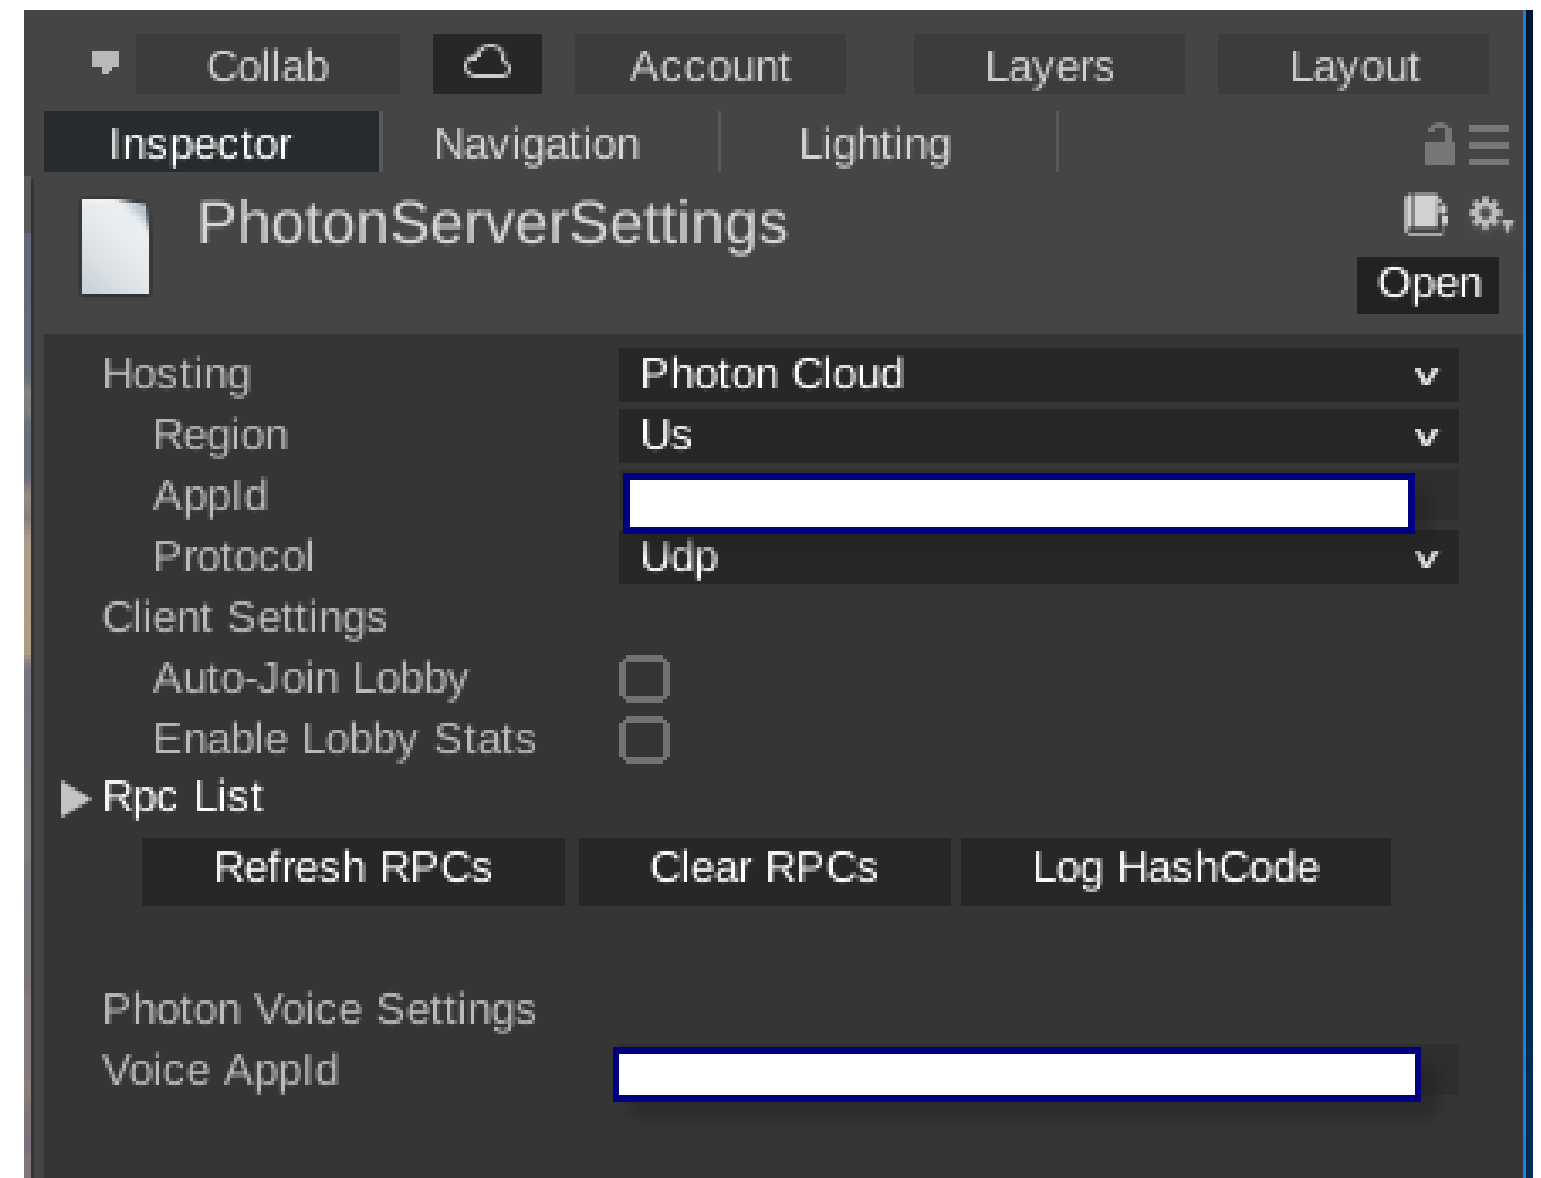 Collab Account Layers Layout
Inspector Navigation Lighting
PhotonServerSettings
Open
Hosting Photon Cloud
Region Us
AppId
Protocol Udp
Client Settings
Auto-Join Lobby
Enable Lobby Stats
Rpc List
Refresh RPCs Clear RPCs Log HashCode
Photon Voice Settings
Voice AppId